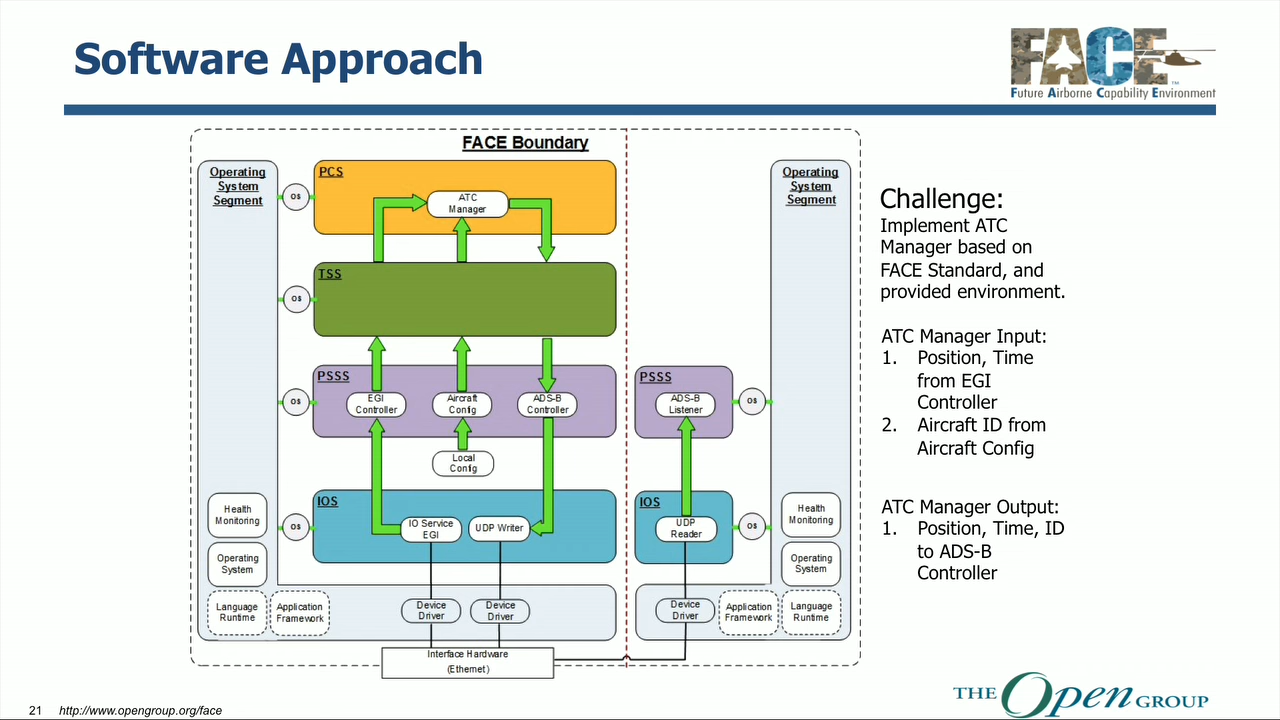 Software Approach
FACE
Future Airborne Capability Environment
FACE Boundary
Operating
System
Segment
OS
PCS
ATC
Manager
OS
TSS
OS
PSSS
EGI
Controller
Aircraft
Config
ADS-B
Controller
Local
Config
OS
IOS
IO Service
EGI
UDP Writer
Health
Monitoring
Operating
System
Language
Runtime
Application
Framework
Device
Driver
Device
Driver
Interface Hardware
(Ethernet)
Operating
System
Segment
PSSS
ADS-B
Listener
OS
IOS
UDP
Reader
OS
Health
Monitoring
Operating
System
Device
Driver
Application
Framework
Language
Runtime
Challenge:
Implement ATC
Manager based on
FACE Standard, and
provided environment.
ATC Manager Input:
1. Position, Time
from EGI
Controller
2. Aircraft ID from
Aircraft Config
ATC Manager Output:
1. Position, Time, ID
to ADS-B
Controller
21 http://www.opengroup.org/face
THE Open GROUP